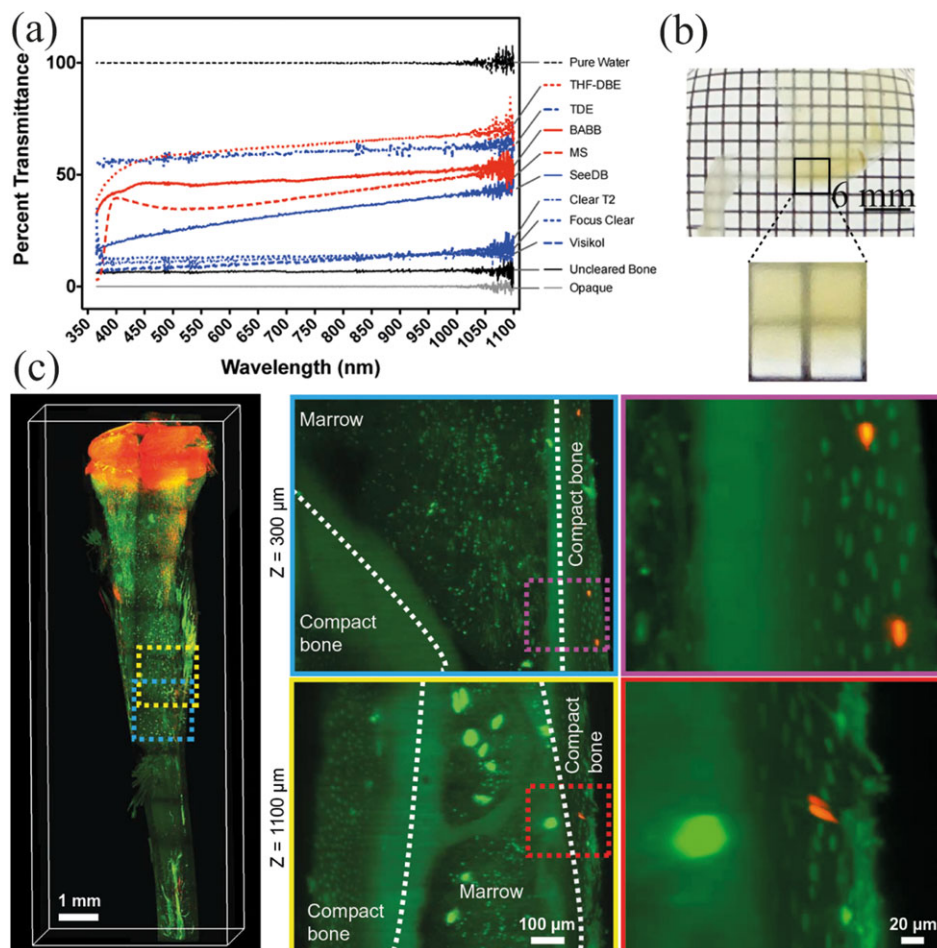 (a)
Percent Transmittance
100
50
0
350 400 450 500 550 600 650 700 750 800 850 900 950 1000 1050 1100
Wavelength (nm)
Pure Water
THF-DBE
TDE
BABB
MS
SeeDB
Clear T2
Focus Clear
Visikol
Uncleared Bone
Opaque
(b)
6 mm
(c)
1 mm
Z = 300 µm
Marrow
Compact bone
Compact
bone
Z = 1100 µm
Compact
bone
Compact
bone
Marrow
100 µm
20 µm